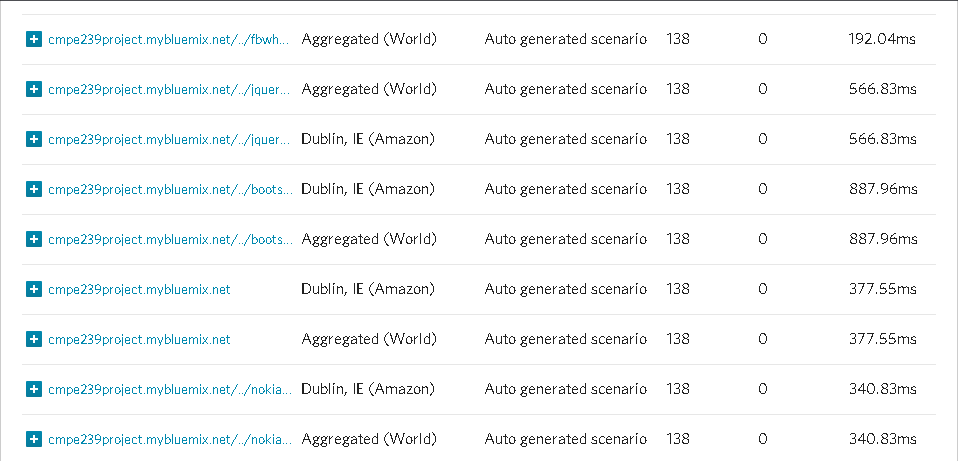 cmpe239project.mybluemix.net/../fbwh... Aggregated (World) Auto generated scenario 138 0 192.04ms
cmpe239project.mybluemix.net/../jquer... Aggregated (World) Auto generated scenario 138 0 566.83ms
cmpe239project.mybluemix.net/../jquer... Dublin, IE (Amazon) Auto generated scenario 138 0 566.83ms
cmpe239project.mybluemix.net/../boots... Dublin, IE (Amazon) Auto generated scenario 138 0 887.96ms
cmpe239project.mybluemix.net/../boots... Aggregated (World) Auto generated scenario 138 0 887.96ms
cmpe239project.mybluemix.net Dublin, IE (Amazon) Auto generated scenario 138 0 377.55ms
cmpe239project.mybluemix.net Aggregated (World) Auto generated scenario 138 0 377.55ms
cmpe239project.mybluemix.net/../nokia... Dublin, IE (Amazon) Auto generated scenario 138 0 340.83ms
cmpe239project.mybluemix.net/../nokia... Aggregated (World) Auto generated scenario 138 0 340.83ms